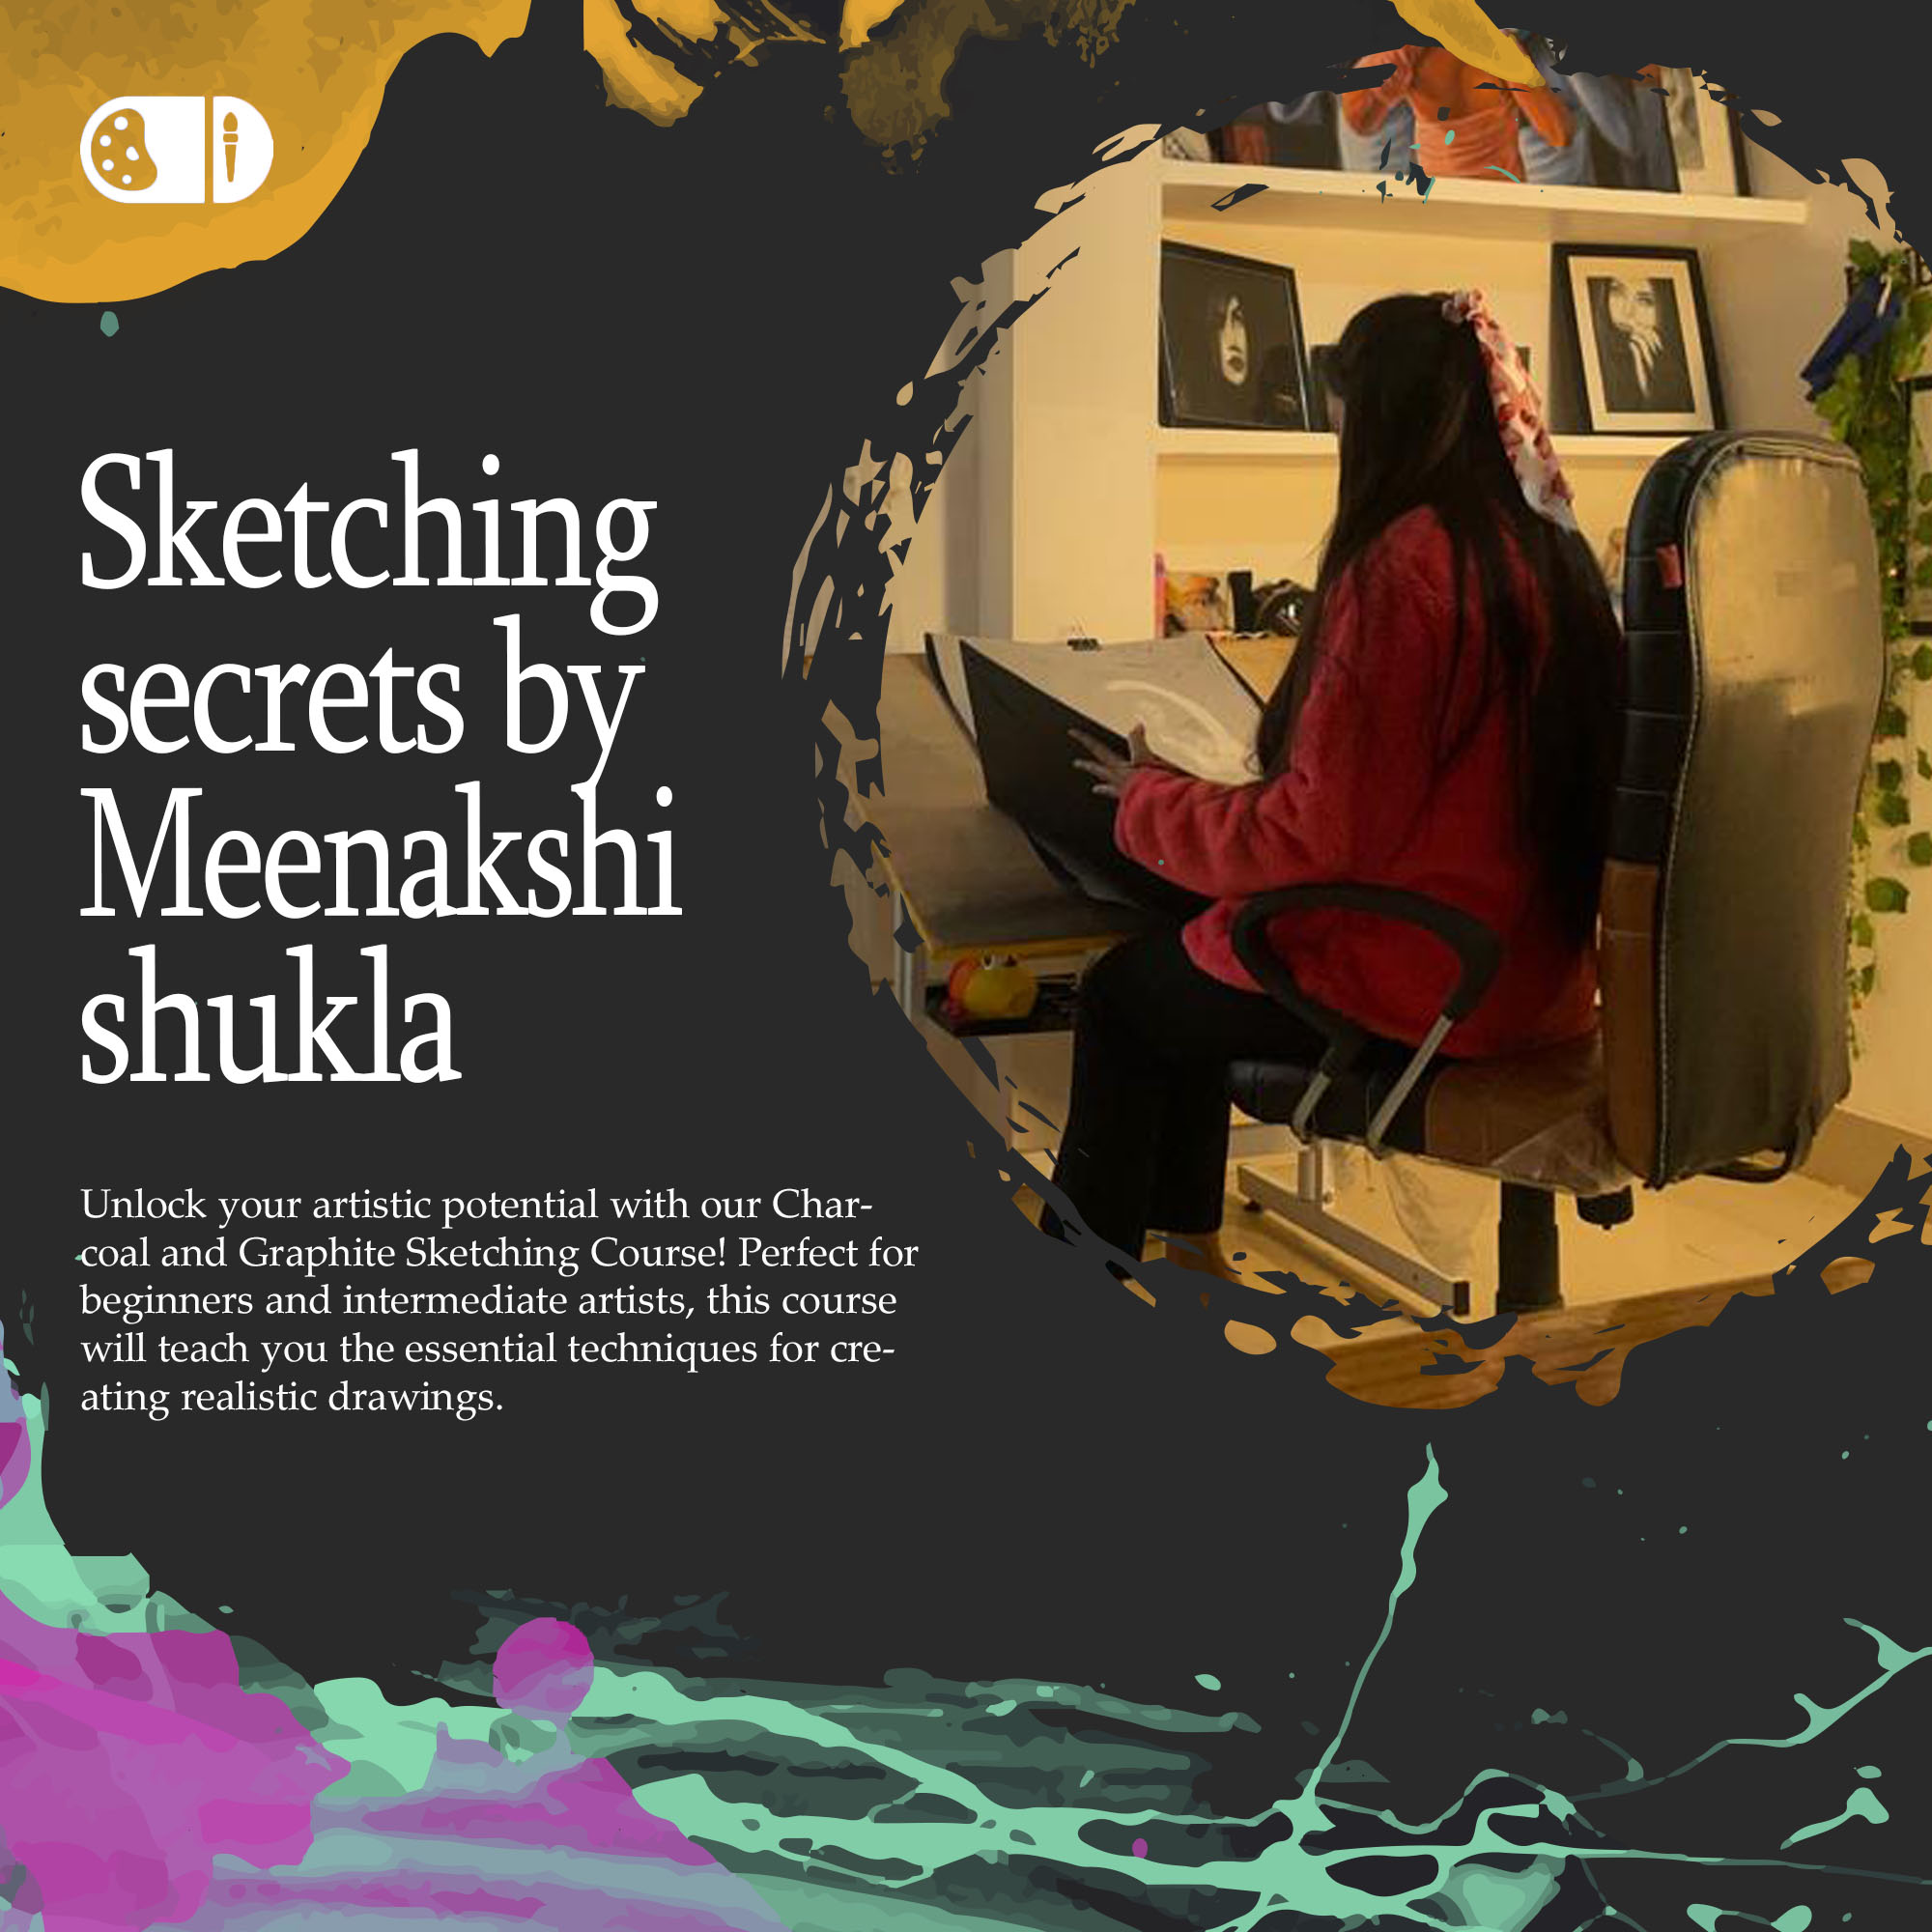 Sketching
secrets by
Meenakshi
shukla
Unlock your artistic potential with our Char-
coal and Graphite Sketching Course! Perfect for
beginners and intermediate artists, this course
will teach you the essential techniques for cre-
ating realistic drawings.